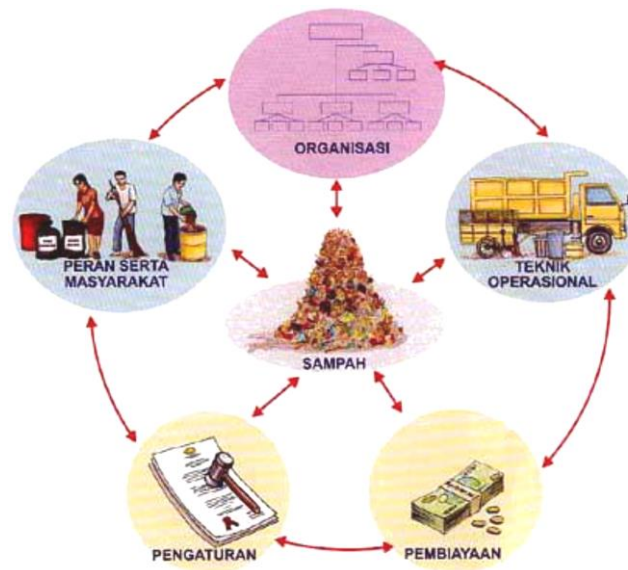 ORGANISASI
PERAN SERTA
MASYARAKAT
TEKNIK
OPERASIONAL
SAMPAH
PENGATURAN
PEMBIAYAAN